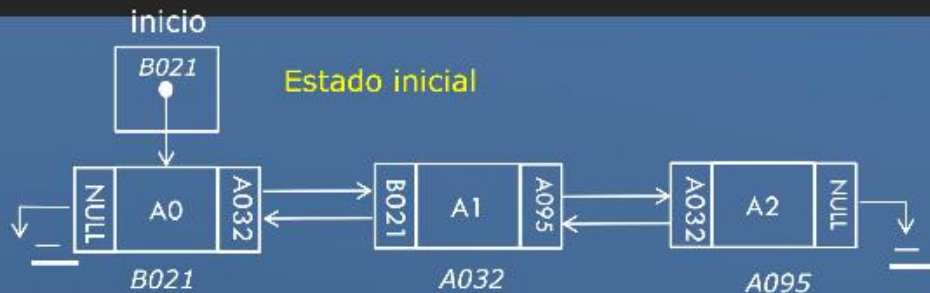 inicio
B021
Estado inicial
NULL A0 A032 B021 A1 A095 A032 A2 NULL
B021 A032 A095